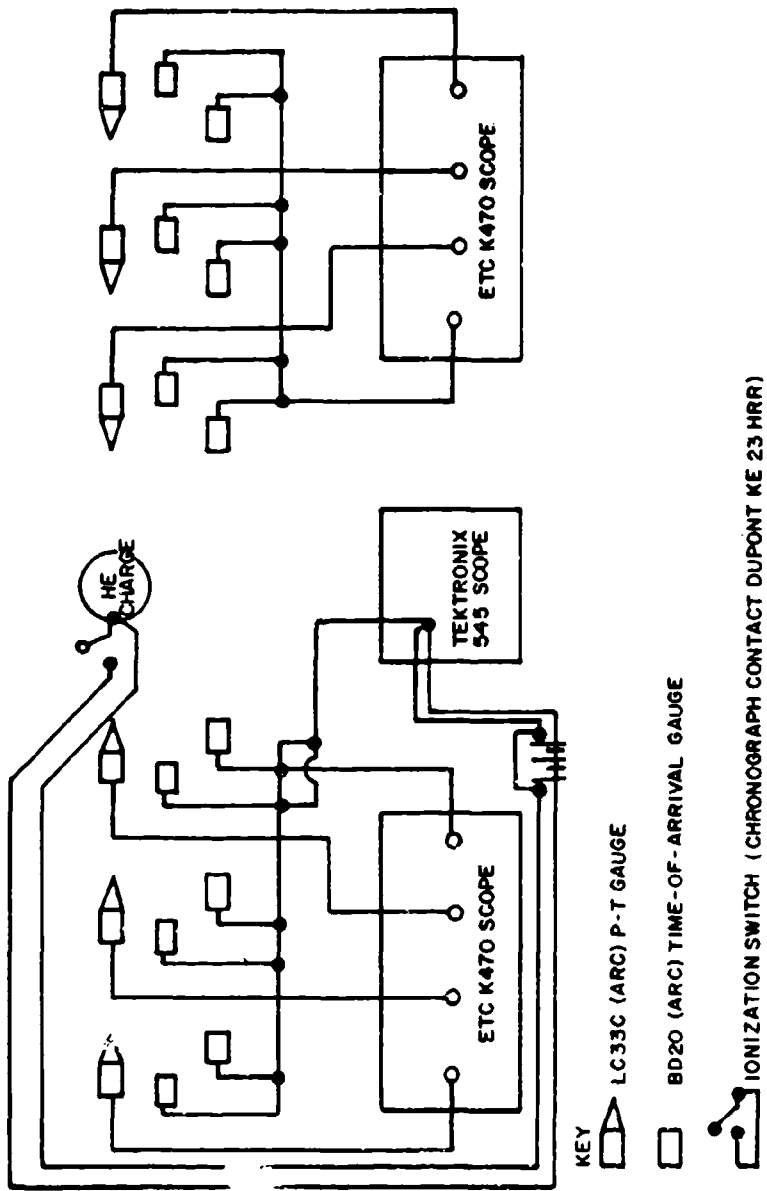 HE
CHARGE
ETC K470 SCOPE
TEKTRONIX
545 SCOPE
ETC K470 SCOPE
KEY
LC33C (ARC) P-T GAUGE
BD20 (ARC) TIME-OF-ARRIVAL GAUGE
IONIZATION SWITCH (CHRONOGRAPH CONTACT DUPONT KE 23 HRR)